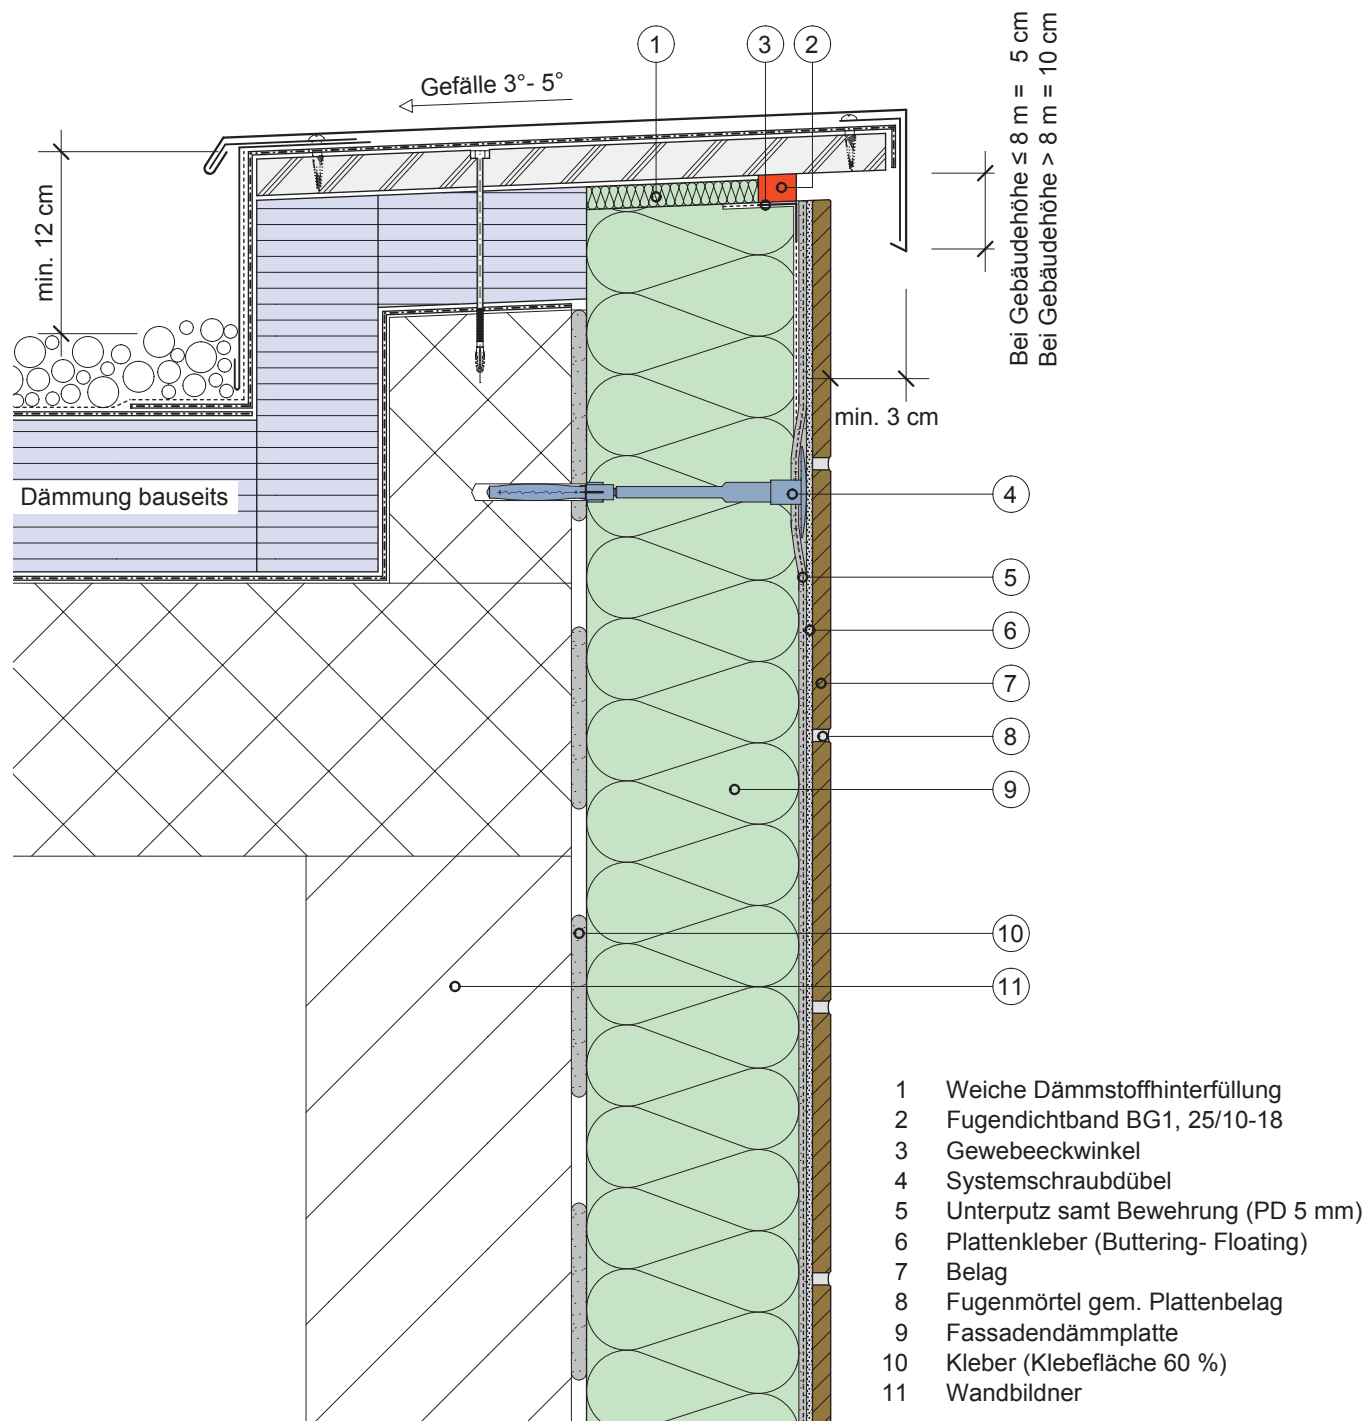 1
3
2
Gefälle 3°- 5°
Bei Gebäudehöhe ≤ 8 m = 5 cm
Bei Gebäudehöhe > 8 m = 10 cm
min. 12 cm
min. 3 cm
Dämmung bauseits
4
5
6
7
8
9
10
11
1 Weiche Dämmstoffhinterfüllung
2 Fugendichtband BG1, 25/10-18
3 Gewebeeckwinkel
4 Systemschraubdübel
5 Unterputz samt Bewehrung (PD 5 mm)
6 Plattenkleber (Buttering- Floating)
7 Belag
8 Fugenmörtel gem. Plattenbelag
9 Fassadendämmplatte
10 Kleber (Klebefläche 60 %)
11 Wandbildner